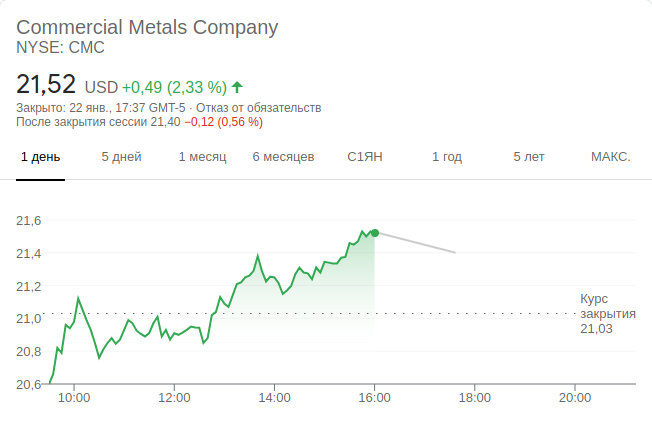 Commercial Metals Company
NYSE: CMC
21,52 USD +0,49 (2,33 %)
Закрыто: 22 янв., 17:37 GMT-5 · Отказ от обязательств
После закрытия сессии 21,40 −0,12 (0,56 %)
1 день 5 дней 1 месяц 6 месяцев С1ЯН 1 год 5 лет МАКС.
21,6
21,4
21,2
21,0
20,8
20,6
Курс
закрытия
21,03
10:00 12:00 14:00 16:00 18:00 20:00